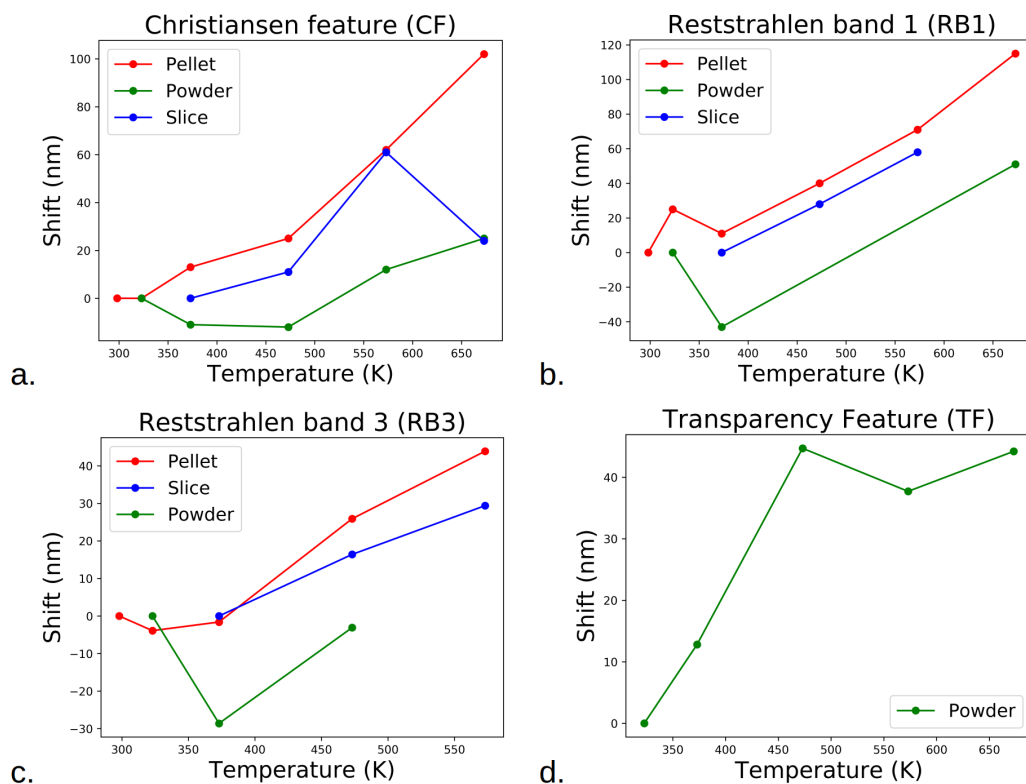 Christiansen feature (CF)
Pellet
Powder
Slice
100
80
60
40
20
0
Shift (nm)
300 350 400 450 500 550 600 650
Temperature (K)
a.
Reststrahlen band 1 (RB1)
Pellet
Powder
Slice
120
100
80
60
40
20
0
−20
−40
Shift (nm)
300 350 400 450 500 550 600 650
Temperature (K)
b.
Reststrahlen band 3 (RB3)
Pellet
Slice
Powder
40
30
20
10
0
−10
−20
−30
Shift (nm)
300 350 400 450 500 550
Temperature (K)
c.
Transparency Feature (TF)
40
30
20
10
0
Shift (nm)
Powder
350 400 450 500 550 600 650
Temperature (K)
d.